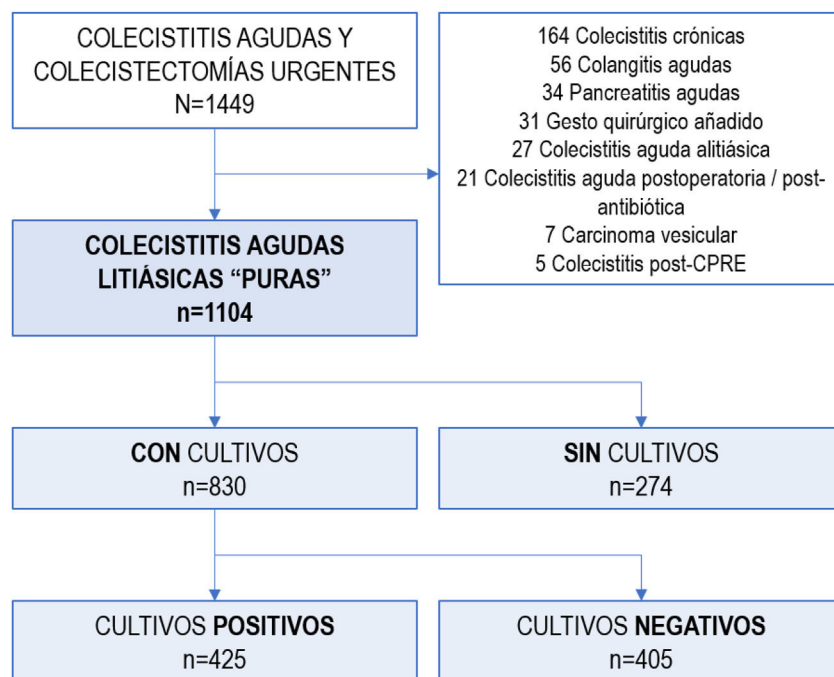 COLECISTITIS AGUDAS Y
COLECISTECTOMÍAS URGENTES
N=1449
164 Colecistitis crónicas
56 Colangitis agudas
34 Pancreatitis agudas
31 Gesto quirúrgico añadido
27 Colecistitis aguda alitiásica
21 Colecistitis aguda postoperatoria / post-
antibiótica
7 Carcinoma vesicular
5 Colecistitis post-CPRE
COLECISTITIS AGUDAS
LITIÁSICAS “PURAS”
n=1104
CON CULTIVOS
n=830
SIN CULTIVOS
n=274
CULTIVOS POSITIVOS
n=425
CULTIVOS NEGATIVOS
n=405